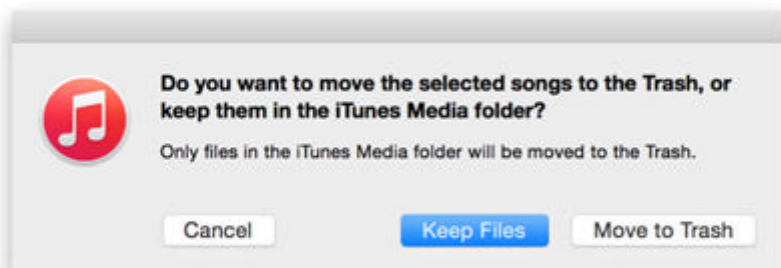 Do you want to move the selected songs to the Trash, or
keep them in the iTunes Media folder?
Only files in the iTunes Media folder will be moved to the Trash.
Cancel Keep Files Move to Trash